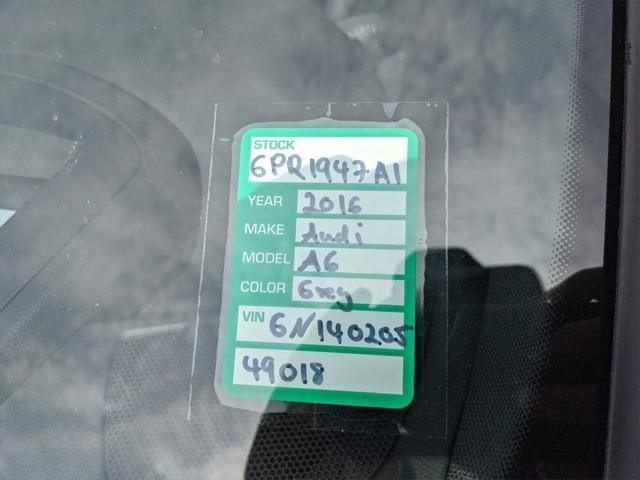 STOCK
6PR1947A1
YEAR 2016
MAKE Audi
MODEL A6
COLOR Grey
VIN 6N140205
49018